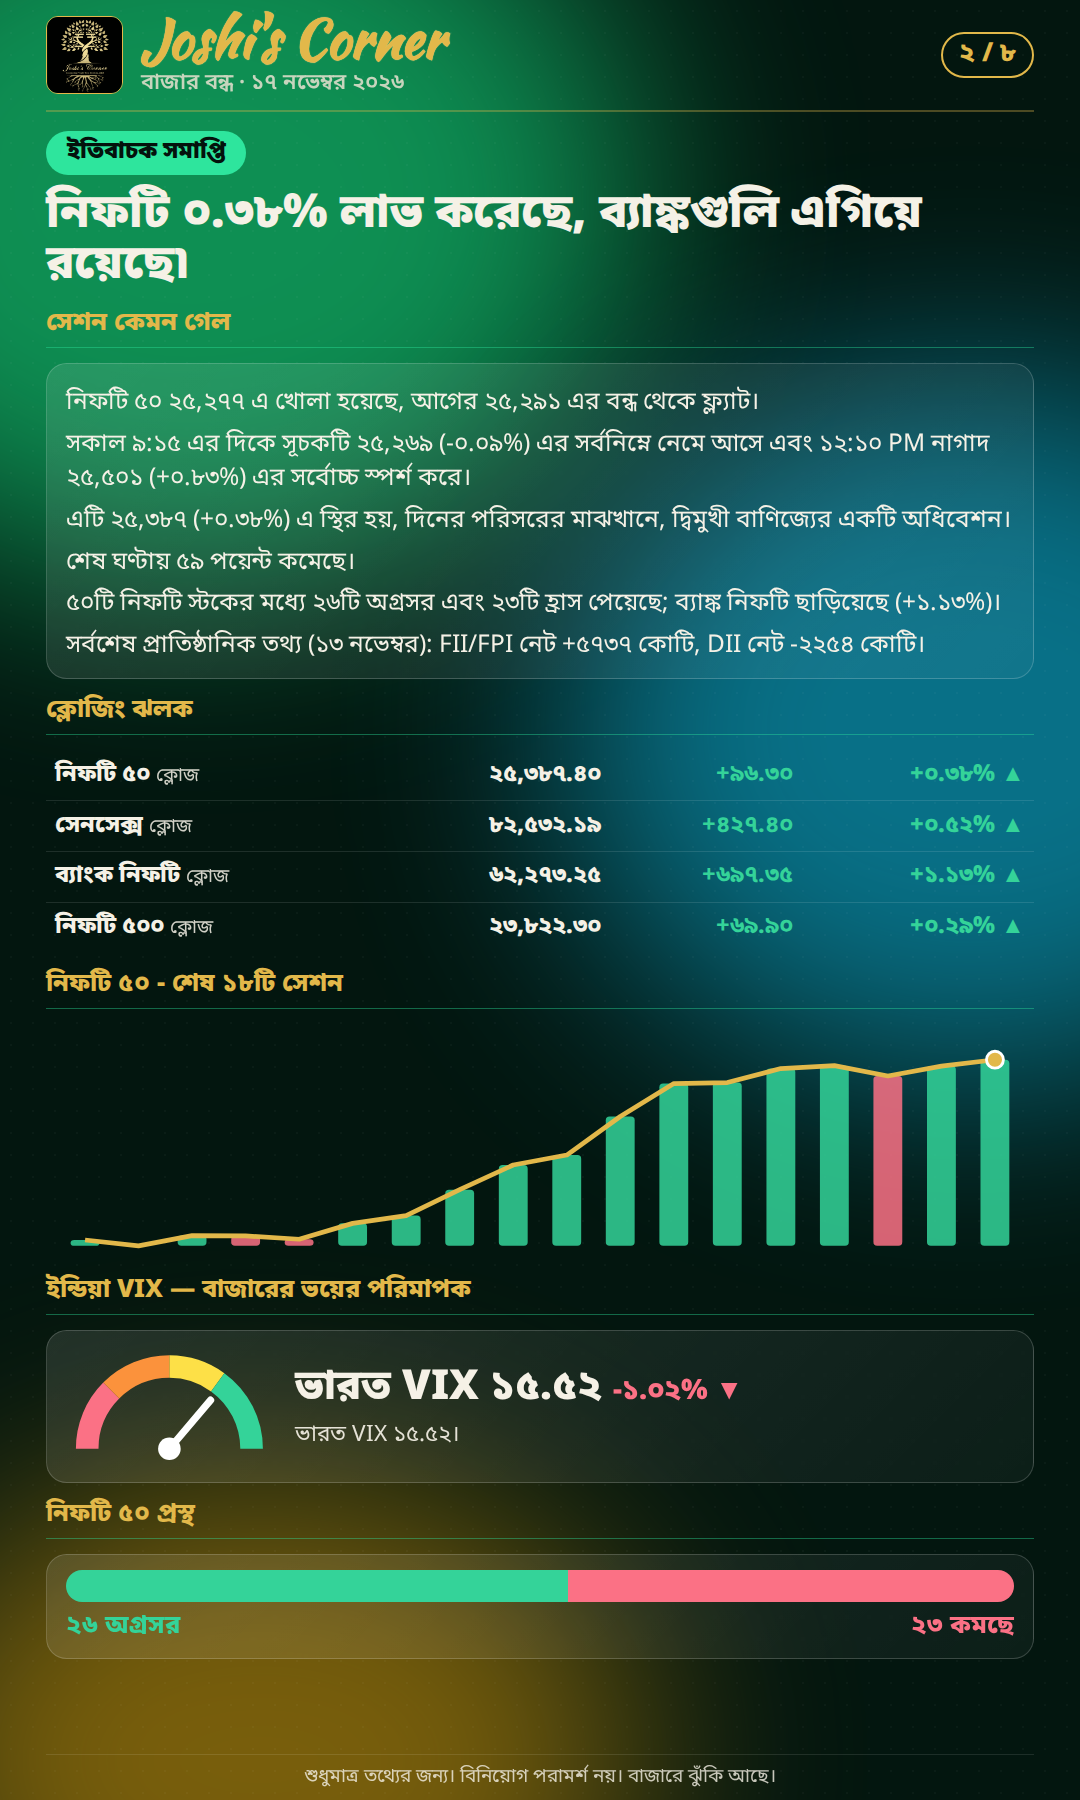 Joshi's Corner
Joshi's Corner
বাজার বন্ধ · ১৭ নভেম্বর ২০২৬
২ / ৮
ইতিবাচক সমাপ্তি
নিফটি ০.৩৮% লাভ করেছে, ব্যাঙ্কগুলি এগিয়ে
রয়েছে৷
সেশন কেমন গেল
নিফটি ৫০ ২৫,২৭৭ এ খোলা হয়েছে, আগের ২৫,২৯১ এর বন্ধ থেকে ফ্ল্যাট।
সকাল ৯:১৫ এর দিকে সূচকটি ২৫,২৬৯ (-০.০৯%) এর সর্বনিম্নে নেমে আসে এবং ১২:১০ PM নাগাদ
২৫,৫০১ (+০.৮৩%) এর সর্বোচ্চ স্পর্শ করে।
এটি ২৫,৩৮৭ (+০.৩৮%) এ স্থির হয়, দিনের পরিসরের মাঝখানে, দ্বিমুখী বাণিজ্যের একটি অধিবেশন।
শেষ ঘণ্টায় ৫৯ পয়েন্ট কমেছে।
৫০টি নিফটি স্টকের মধ্যে ২৬টি অগ্রসর এবং ২৩টি হ্রাস পেয়েছে; ব্যাঙ্ক নিফটি ছাড়িয়েছে (+১.১৩%)।
সর্বশেষ প্রাতিষ্ঠানিক তথ্য (১৩ নভেম্বর): FII/FPI নেট +৫৭৩৭ কোটি, DII নেট -২২৫৪ কোটি।
ক্লোজিং ঝলক
নিফটি ৫০ ক্লোজ ২৫,৩৮৭.৪০ +৯৬.৩০ +০.৩৮% ▲
সেনসেক্স ক্লোজ ৮২,৫৩২.১৯ +৪২৭.৪০ +০.৫২% ▲
ব্যাংক নিফটি ক্লোজ ৬২,২৭৩.২৫ +৬৯৭.৩৫ +১.১৩% ▲
নিফটি ৫০০ ক্লোজ ২৩,৮২২.৩০ +৬৯.৯০ +০.২৯% ▲
নিফটি ৫০ - শেষ ১৮টি সেশন
ইন্ডিয়া VIX — বাজারের ভয়ের পরিমাপক
ভারত VIX ১৫.৫২ -১.০২% ▼
ভারত VIX ১৫.৫২।
নিফটি ৫০ প্রস্থ
২৬ অগ্রসর
২৩ কমছে
শুধুমাত্র তথ্যের জন্য। বিনিয়োগ পরামর্শ নয়। বাজারে ঝুঁকি আছে।